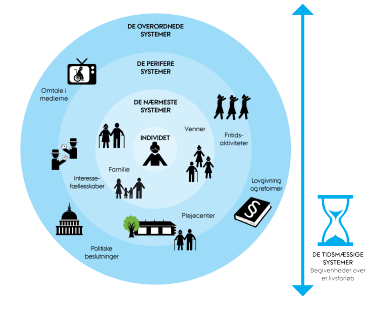 DE OVERORDNEDE
SYSTEMER
DE PERIFERE
SYSTEMER
Omtale i
medierne
DE NÆRMESTE
SYSTEMER
Venner
Fritids-
aktiviteter
INDIVIDET
Familie
Interesse-
fællesskaber
Lovgivning
og reformer
§
Plejecenter
Politiske
beslutninger
DE TIDSMÆSSIGE
SYSTEMER
Begivenheder over
et livsforløb